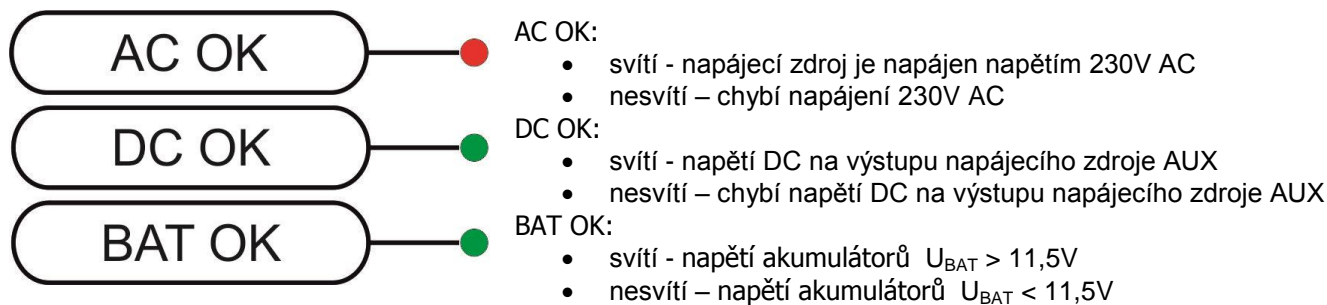 AC OK
DC OK
BAT OK
AC OK:
• svítí - napájecí zdroj je napájen napětím 230V AC
• nesvítí – chybí napájení 230V AC
DC OK:
• svítí - napětí DC na výstupu napájecího zdroje AUX
• nesvítí – chybí napětí DC na výstupu napájecího zdroje AUX
BAT OK:
• svítí - napětí akumulátorů U_BAT > 11,5V
• nesvítí – napětí akumulátorů U_BAT < 11,5V